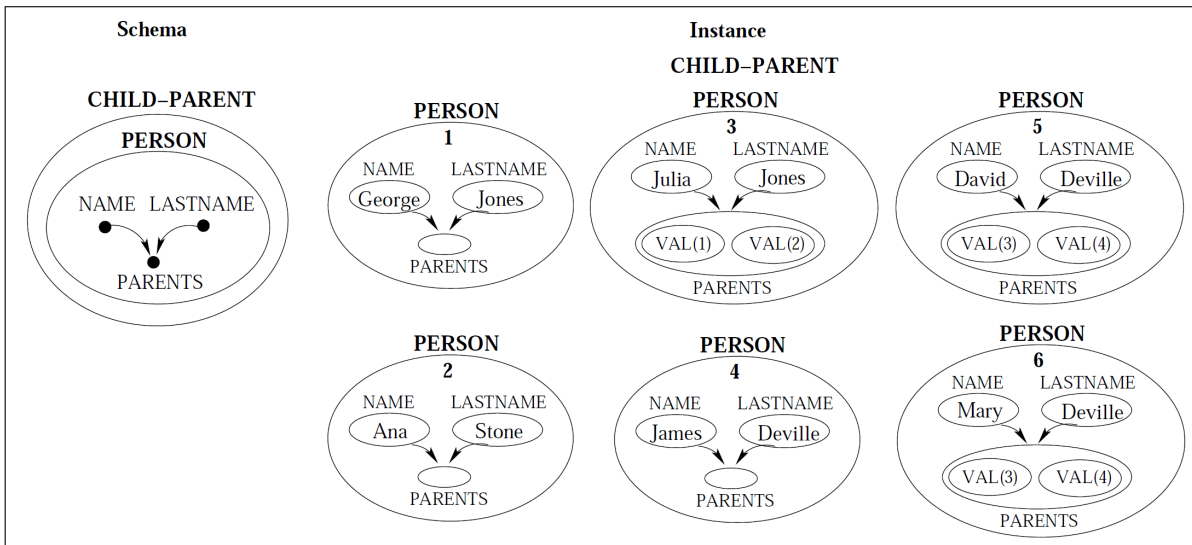 Schema
Instance
CHILD–PARENT
CHILD–PARENT
PERSON
NAME LASTNAME
PARENTS
PERSON
1
NAME LASTNAME
George Jones
PARENTS
PERSON
3
NAME LASTNAME
Julia Jones
VAL(1) VAL(2)
PARENTS
PERSON
5
NAME LASTNAME
David Deville
VAL(3) VAL(4)
PARENTS
PERSON
2
NAME LASTNAME
Ana Stone
PARENTS
PERSON
4
NAME LASTNAME
James Deville
PARENTS
PERSON
6
NAME LASTNAME
Mary Deville
VAL(3) VAL(4)
PARENTS